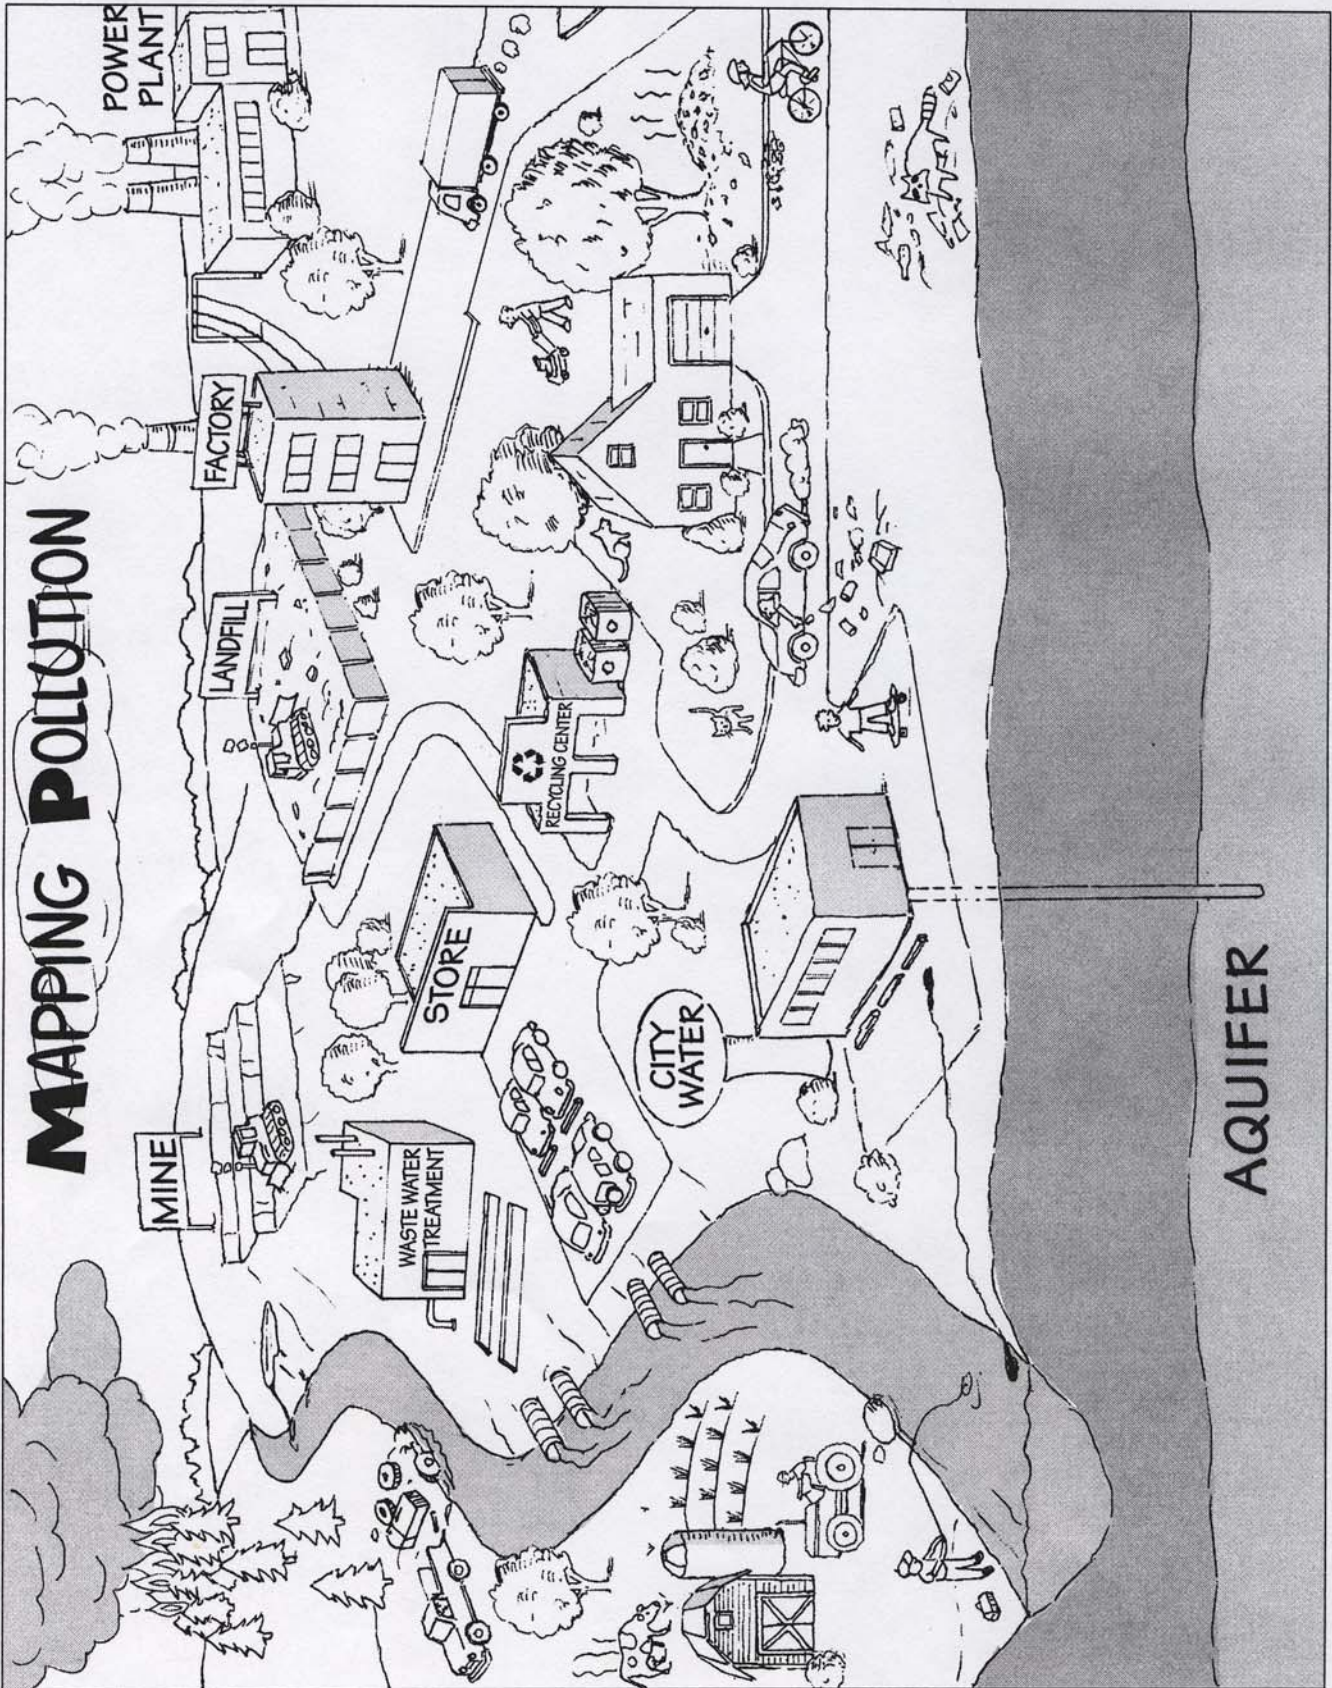 MAPPING POLLUTION
MINE
LANDFILL
FACTORY
POWER
PLANT
WASTE WATER
TREATMENT
STORE
RECYCLING CENTER
CITY
WATER
AQUIFER